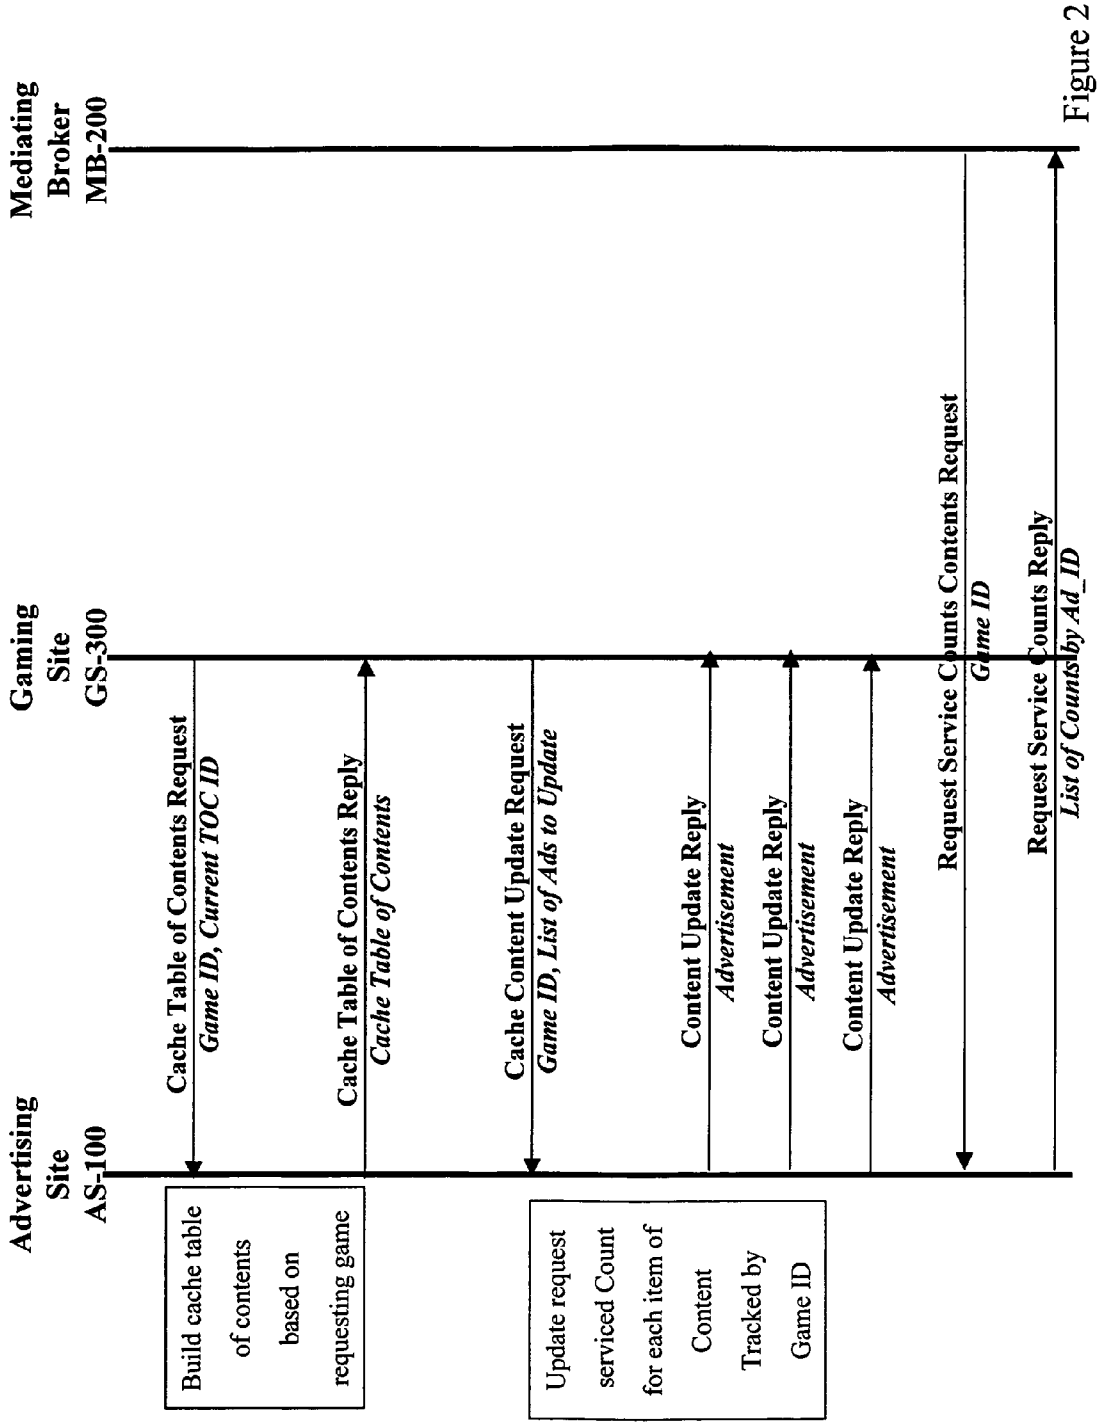 Advertising
Site
AS-100
Gaming
Site
GS-300
Mediating
Broker
MB-200
Build cache table
of contents
based on
requesting game
Cache Table of Contents Request
Game ID, Current TOC ID
Cache Table of Contents Reply
Cache Table of Contents
Update request
serviced Count
for each item of
Content
Tracked by
Game ID
Cache Content Update Request
Game ID, List of Ads to Update
Content Update Reply
Advertisement
Content Update Reply
Advertisement
Content Update Reply
Advertisement
Request Service Counts Contents Request
Game ID
Request Service Counts Reply
List of Counts by Ad_ID
Figure 2